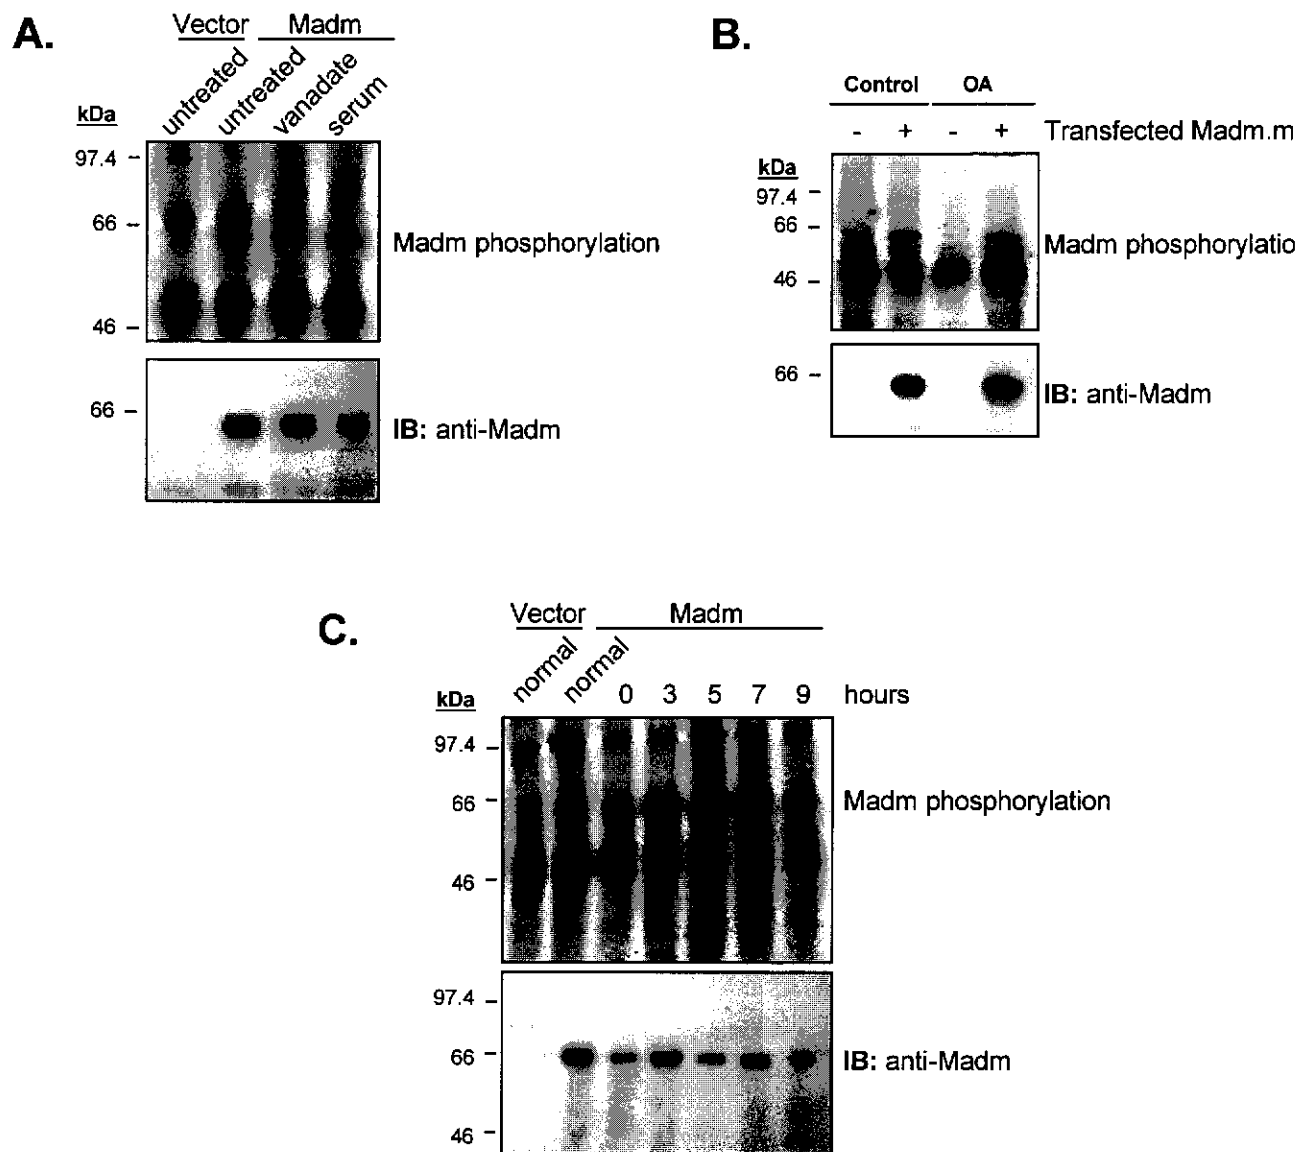 A.
Vector Madm
untreated untreated vanadate serum
kDa
97.4
66
Madm phosphorylation
46
66
IB: anti-Madm
B.
Control OA
- + - + Transfected Madm.m
kDa
97.4
66
Madm phosphorylatio
46
66
IB: anti-Madm
C.
Vector Madm
normal normal 0 3 5 7 9 hours
kDa
97.4
66
Madm phosphorylation
46
97.4
66
IB: anti-Madm
46